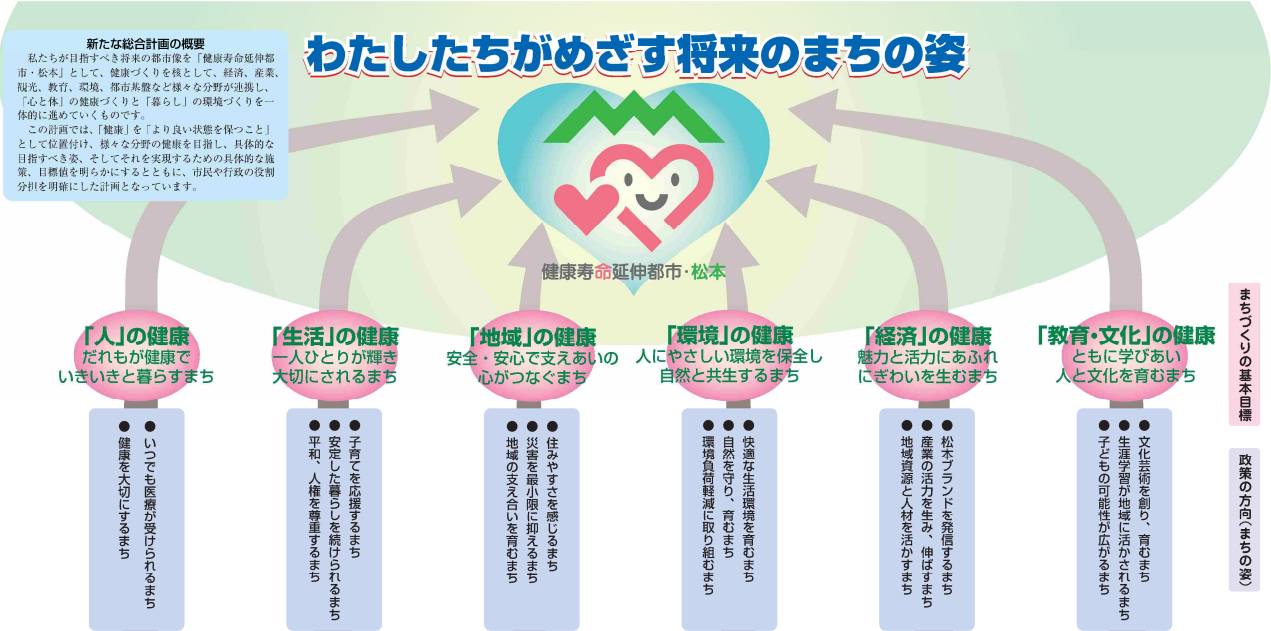 わたしたちがめざす将来のまちの姿
新たな総合計画の概要
私たちが目指すべき将来の都市像を「健康寿命延伸都
市・松本」として、健康づくりを核として、経済、産業、
観光、教育、環境、都市基盤など様々な分野が連携し、
「心と体」の健康づくりと「暮らし」の環境づくりを一
体的に進めていくものです。
この計画では、「健康」を「より良い状態を保つこと」
として位置付け、様々な分野の健康を目指し、具体的な
目指すべき姿、そしてそれを実現するための具体的な施
策、目標値を明らかにするとともに、市民や行政の役割
分担を明確にした計画となっています。
健康寿命延伸都市・松本
まちづくりの基本目標
「人」の健康
だれもが健康で
いきいきと暮らすまち
「生活」の健康
一人ひとりが輝き
大切にされるまち
「地域」の健康
安全・安心で支えあいの
心がつなぐまち
「環境」の健康
人にやさしい環境を保全し
自然と共生するまち
「経済」の健康
魅力と活力にあふれ
にぎわいを生むまち
「教育・文化」の健康
ともに学びあい
人と文化を育むまち
政策の方向（まちの姿）
●いつでも医療が受けられるまち
●健康を大切にするまち
●子育てを応援するまち
●安定した暮らしを続けられるまち
●平和、人権を尊重するまち
●住みやすさを感じるまち
●災害を最小限に抑えるまち
●地域の支え合いを育むまち
●快適な生活環境を育むまち
●自然を守り、育むまち
●環境負荷軽減に取り組むまち
●松本ブランドを発信するまち
●産業の活力を生み、伸ばすまち
●地域資源と人材を活かすまち
●文化芸術を創り、育むまち
●生涯学習が地域に活かされるまち
●子どもの可能性が広がるまち